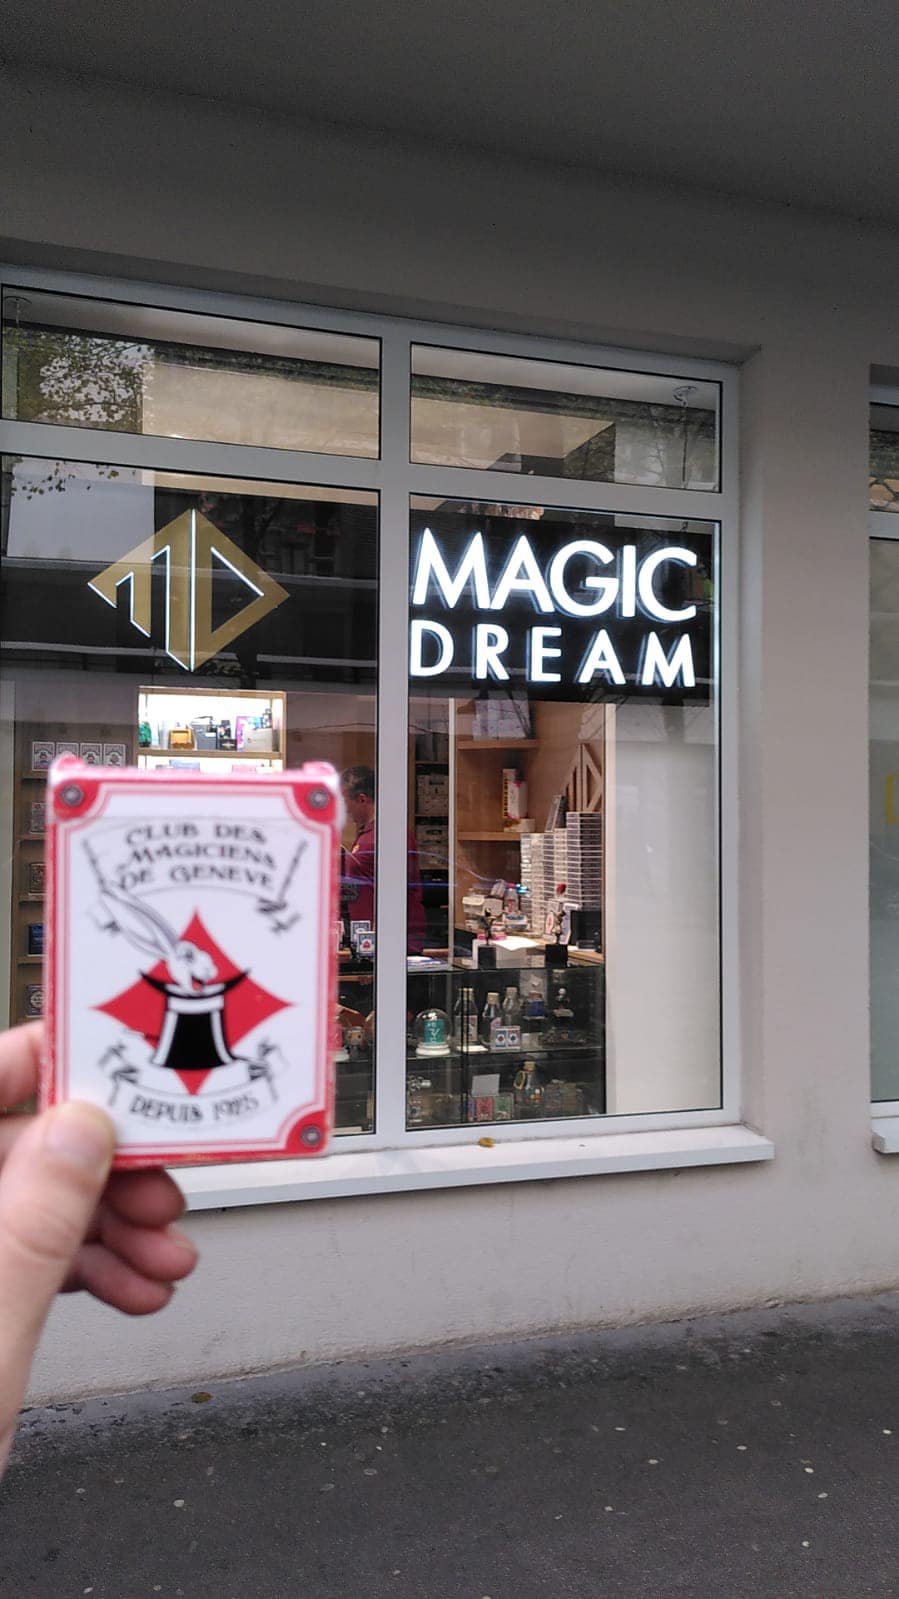 MAGIC
DREAM
CLUB DES
MAGICIENS
DE GENEVE
DEPUIS 1925